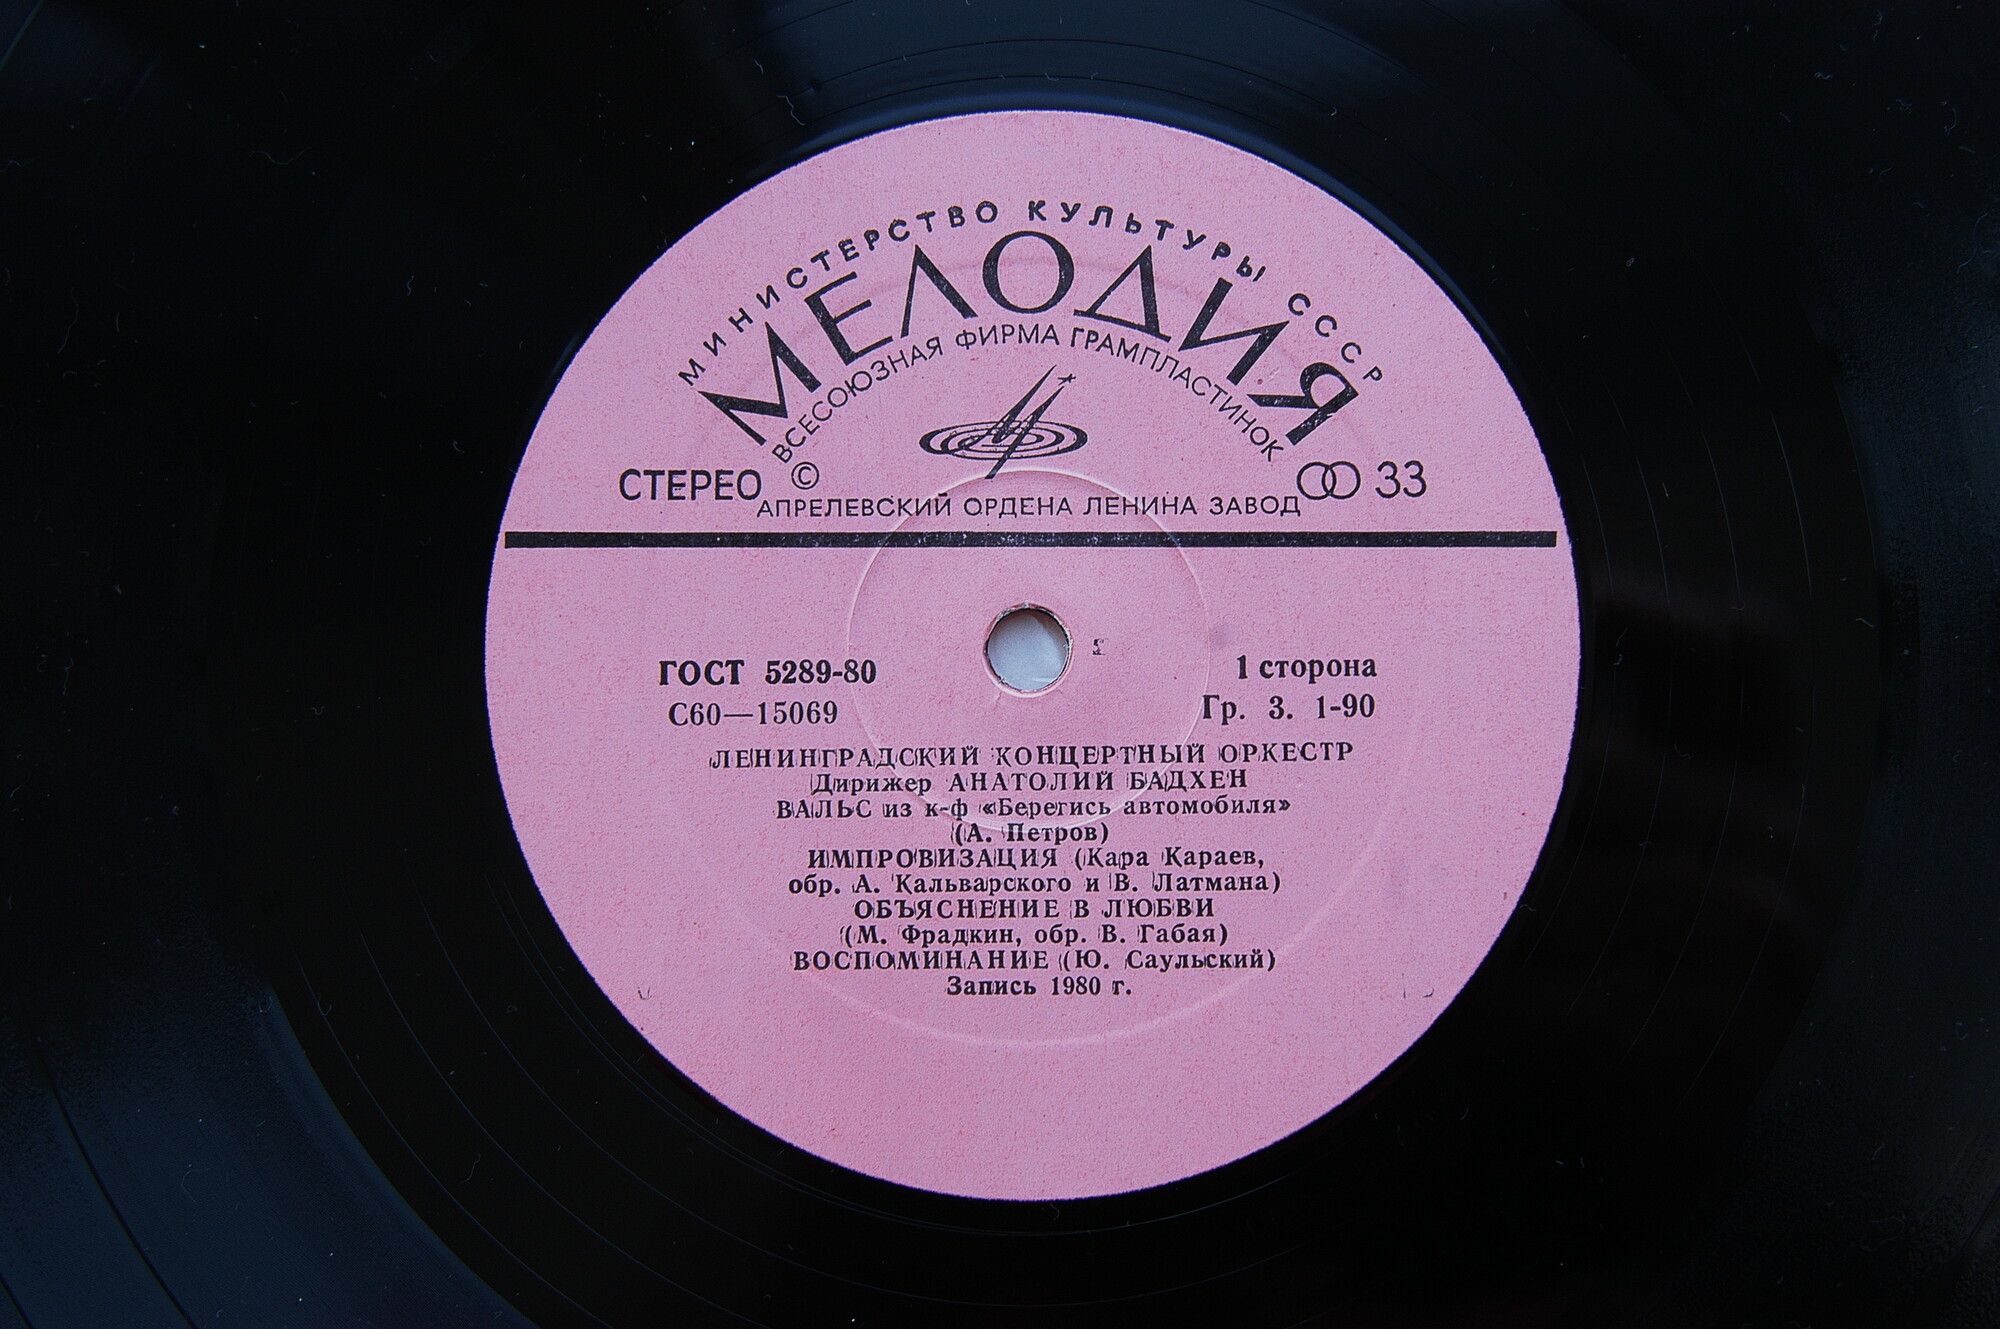 МИНИСТЕРСТВО КУЛЬТУРЫ СССР
МЕЛОДИЯ
ВСЕСОЮЗНАЯ ФИРМА ГРАМПЛАСТИНОК
СТЕРЕО © 33
АПРЕЛЕВСКИЙ ОРДЕНА ЛЕНИНА ЗАВОД
ГОСТ 5289-80 1 сторона
С60—15069 Гр. 3. 1-90
ЛЕНИНГРАДСКИЙ КОНЦЕРТНЫЙ ОРКЕСТР
Дирижер АНАТОЛИЙ БАДХЕН
ВАЛЬС из к-ф «Берегись автомобиля»
(А. Петров)
ИМПРОВИЗАЦИЯ (Кара Караев,
обр. А. Кальварского и В. Латмана)
ОБЪЯСНЕНИЕ В ЛЮБВИ
(М. Фрадкин, обр. В. Габая)
ВОСПОМИНАНИЕ (Ю. Саульский)
Запись 1980 г.